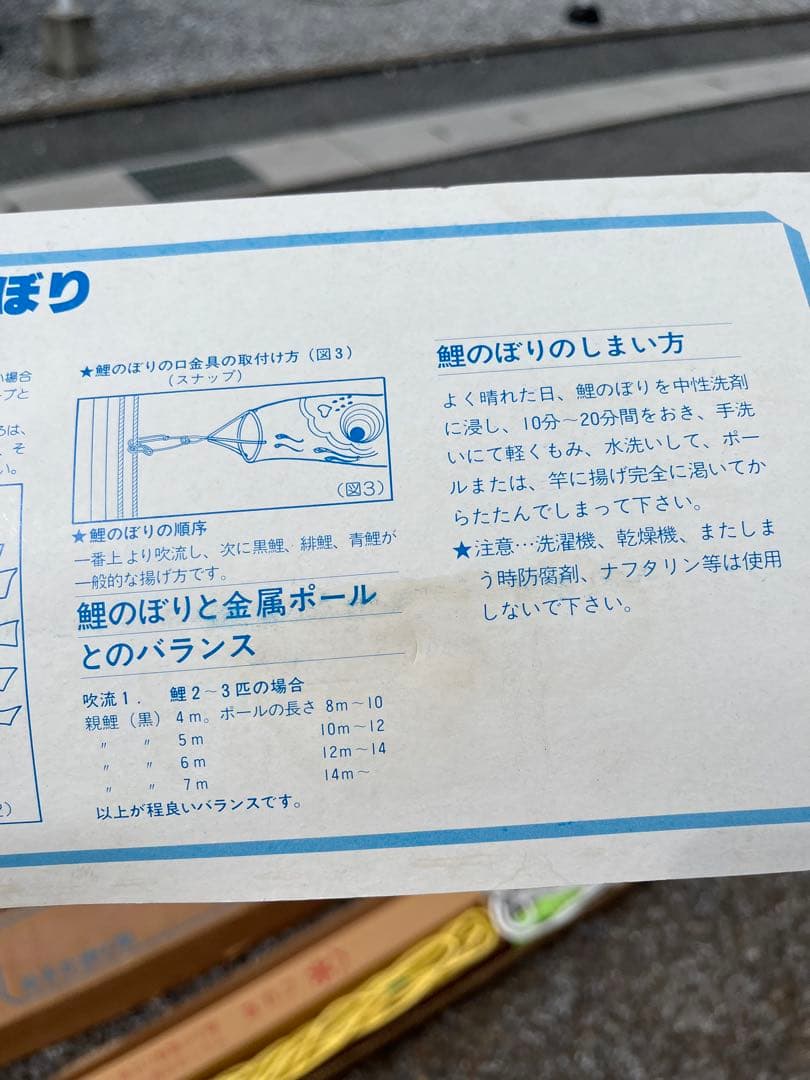 ぼり
い場合
プと
るは、
、そ
い。
2)
★鯉のぼりの口金具の取付け方（図3）
（スナップ）
（図3）
★鯉のぼりの順序
一番上より吹流し、次に黒鯉、緋鯉、青鯉が
一般的な揚げ方です。
鯉のぼりと金属ポール
とのバランス
吹流1． 鯉2〜3匹の場合
親鯉（黒） 4m。ポールの長さ 8m〜10
〃 〃 5m 10m〜12
〃 〃 6m 12m〜14
〃 〃 7m 14m〜
以上が程良いバランスです。
鯉のぼりのしまい方
よく晴れた日、鯉のぼりを中性洗剤
に浸し、10分〜20分間をおき、手洗
いにて軽くもみ、水洗いして、ポー
ルまたは、竿に揚げ完全に渇いてか
らたたんでしまって下さい。
★注意…洗濯機、乾燥機、またしま
う時防腐剤、ナフタリン等は使用
しないで下さい。